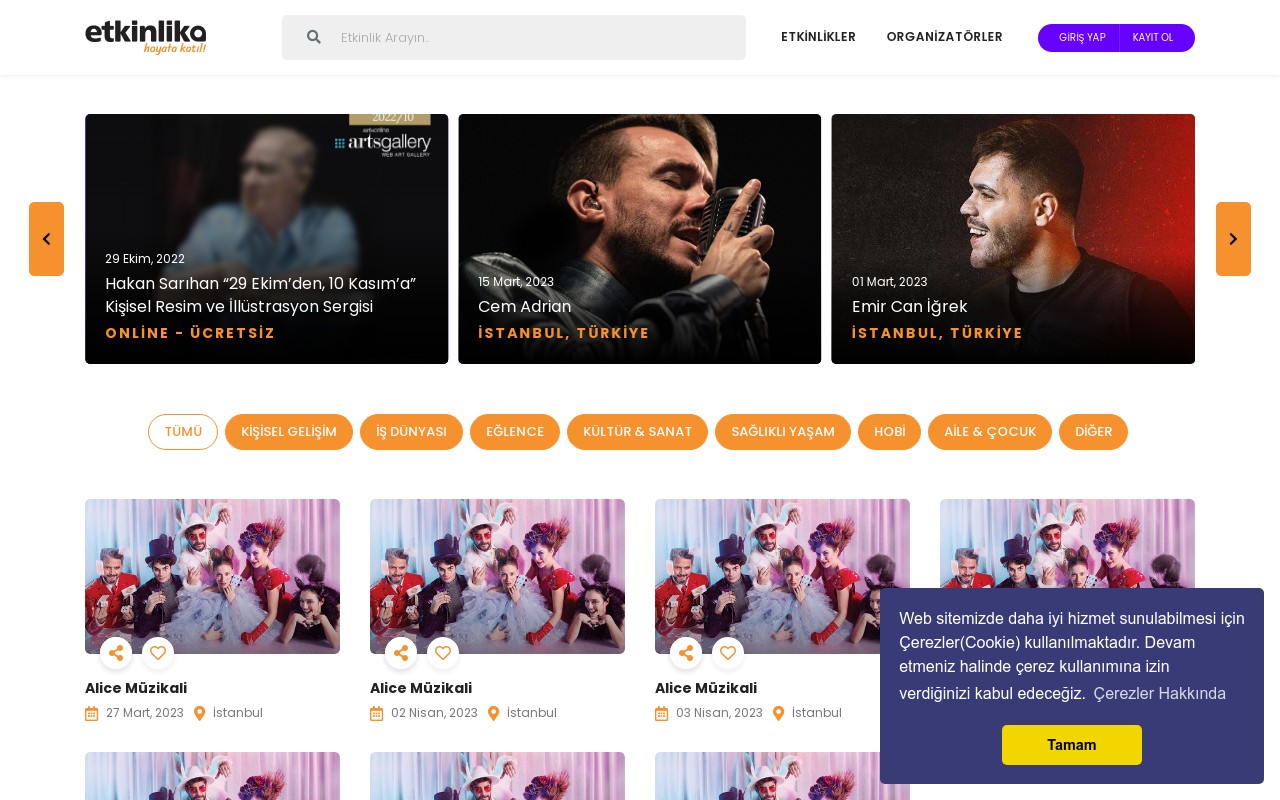 etkinlika
hayata katıl!
Etkinlik Arayın..
ETKİNLİKLER
ORGANİZATÖRLER
GİRİŞ YAP
KAYIT OL
2022/10
artsonline
artsgallery
WEB ART GALLERY
29 Ekim, 2022
Hakan Sarıhan “29 Ekim’den, 10 Kasım’a”
Kişisel Resim ve İllüstrasyon Sergisi
ONLİNE - ÜCRETSİZ
15 Mart, 2023
Cem Adrian
İSTANBUL, TÜRKİYE
01 Mart, 2023
Emir Can İğrek
İSTANBUL, TÜRKİYE
TÜMÜ
KİŞİSEL GELİŞİM
İŞ DÜNYASI
EĞLENCE
KÜLTÜR & SANAT
SAĞLIKLI YAŞAM
HOBİ
AİLE & ÇOCUK
DİĞER
Alice Müzikali
27 Mart, 2023 İstanbul
Alice Müzikali
02 Nisan, 2023 İstanbul
Alice Müzikali
03 Nisan, 2023 İstanbul
Web sitemizde daha iyi hizmet sunulabilmesi için
Çerezler(Cookie) kullanılmaktadır. Devam
etmeniz halinde çerez kullanımına izin
verdiğinizi kabul edeceğiz. Çerezler Hakkında
Tamam